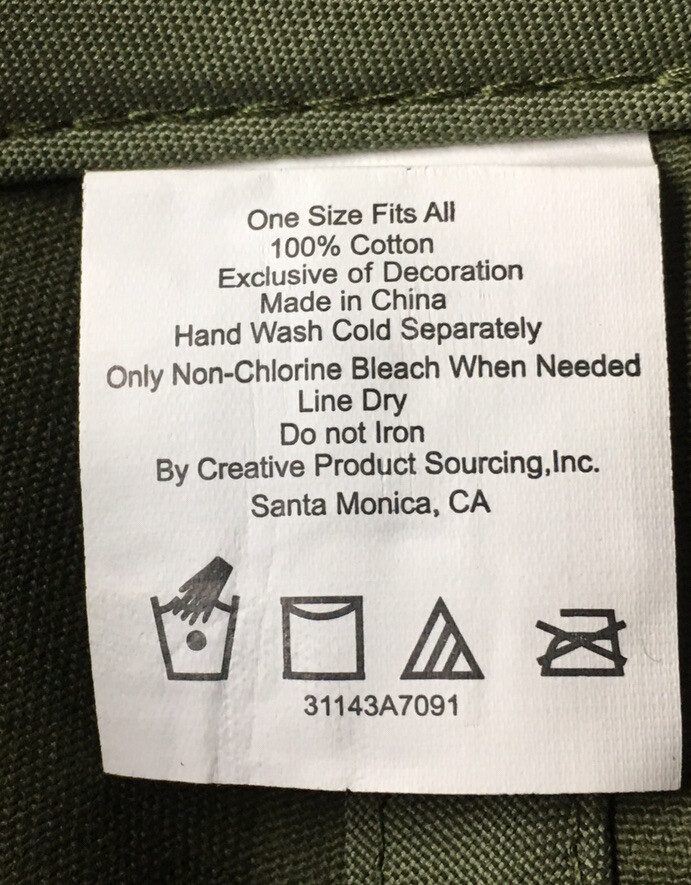 One Size Fits All
100% Cotton
Exclusive of Decoration
Made in China
Hand Wash Cold Separately
Only Non-Chlorine Bleach When Needed
Line Dry
Do not Iron
By Creative Product Sourcing,Inc.
Santa Monica, CA
31143A7091